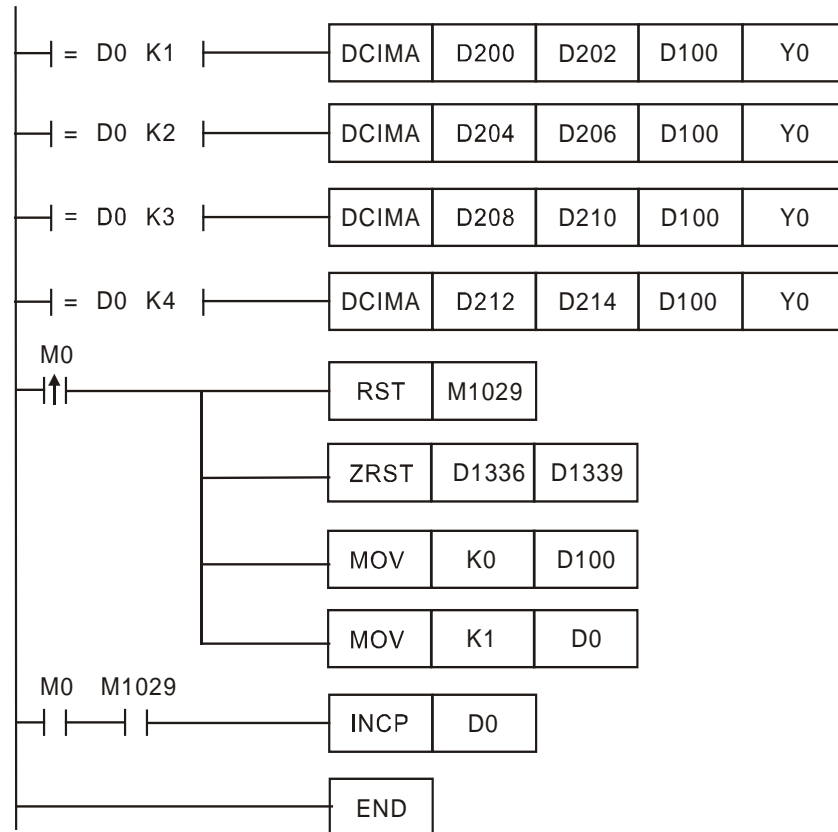 = D0 K1 DCIMA D200 D202 D100 Y0
= D0 K2 DCIMA D204 D206 D100 Y0
= D0 K3 DCIMA D208 D210 D100 Y0
= D0 K4 DCIMA D212 D214 D100 Y0
M0
RST M1029
ZRST D1336 D1339
MOV K0 D100
MOV K1 D0
M0 M1029
INCP D0
END